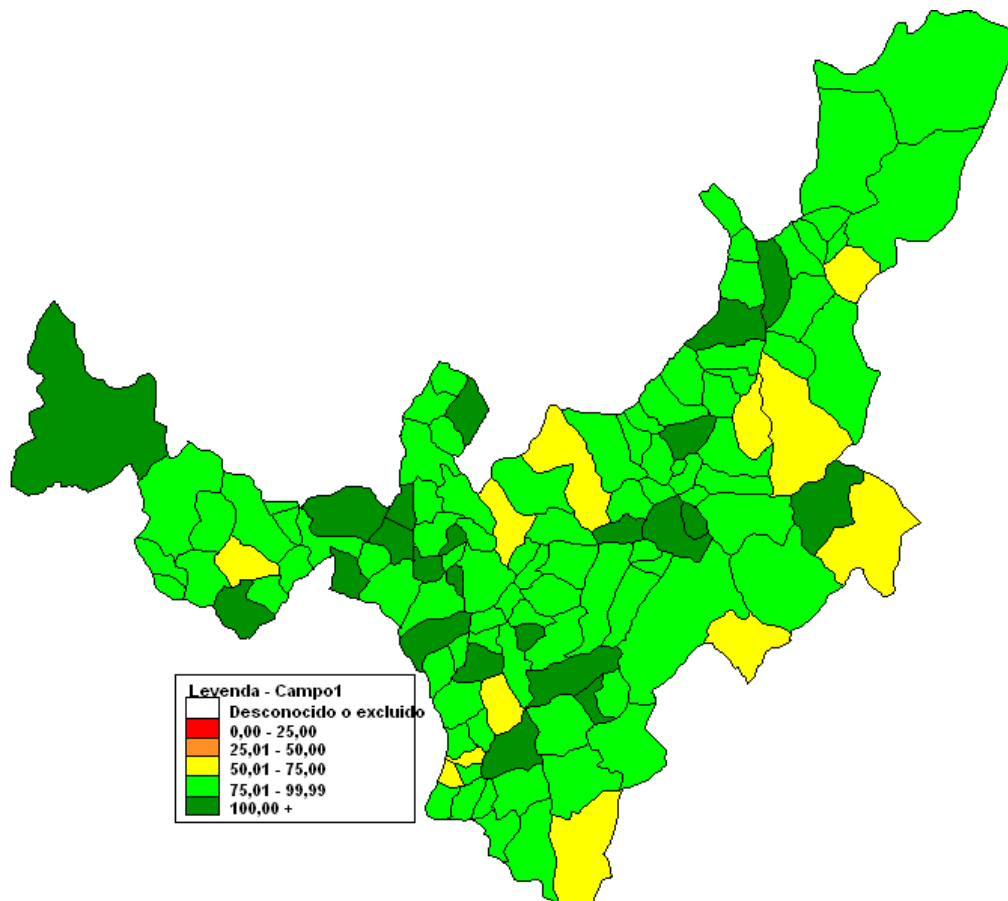 Levenda - Campo1
Desconocido o excluido
0,00 - 25,00
25,01 - 50,00
50,01 - 75,00
75,01 - 99,99
100,00 +